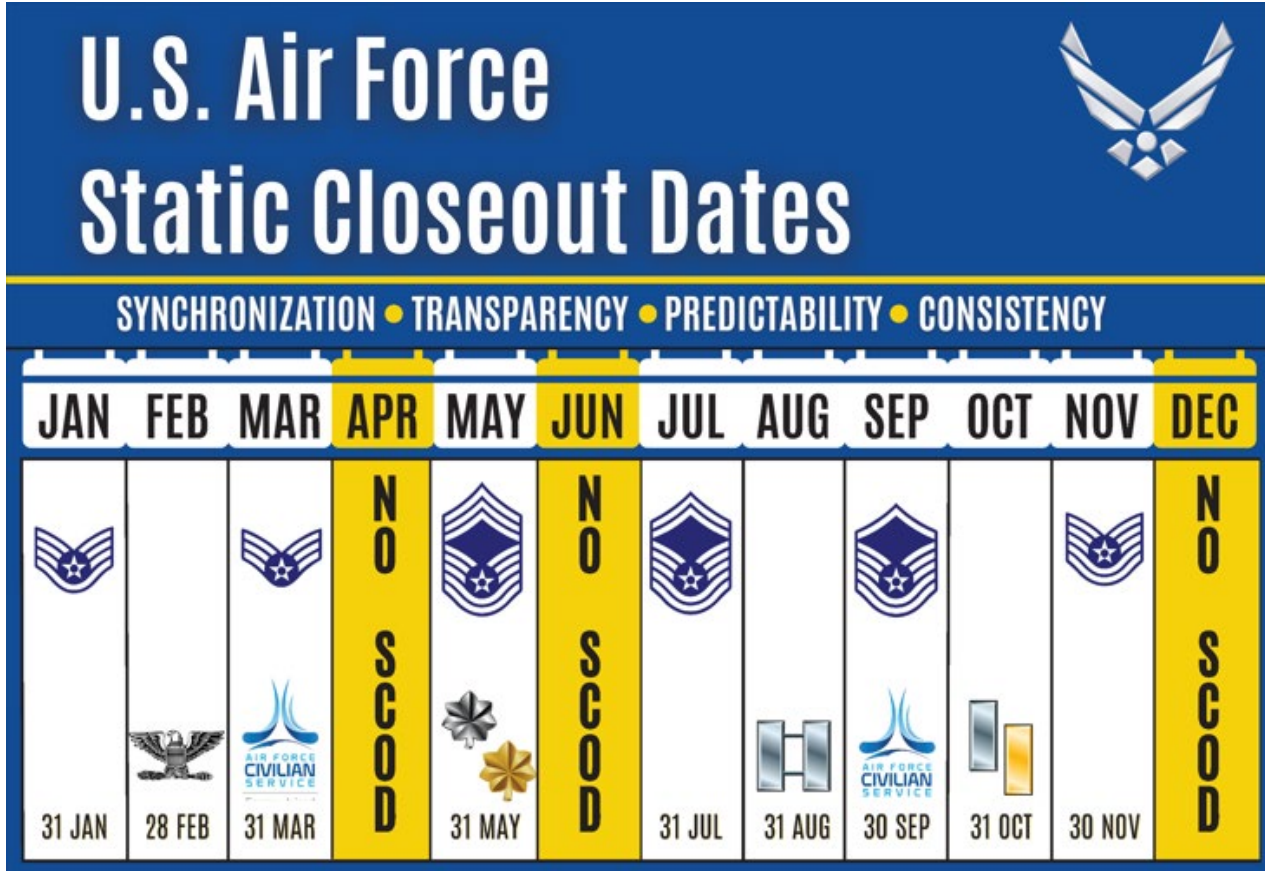 U.S. Air Force
Static Closeout Dates
SYNCHRONIZATION • TRANSPARENCY • PREDICTABILITY • CONSISTENCY
JAN FEB MAR APR MAY JUN JUL AUG SEP OCT NOV DEC
NO SCOD
NO SCOD
NO SCOD
AIR FORCE
CIVILIAN
SERVICE
AIR FORCE
CIVILIAN
SERVICE
31 JAN 28 FEB 31 MAR 31 MAY 31 JUL 31 AUG 30 SEP 31 OCT 30 NOV